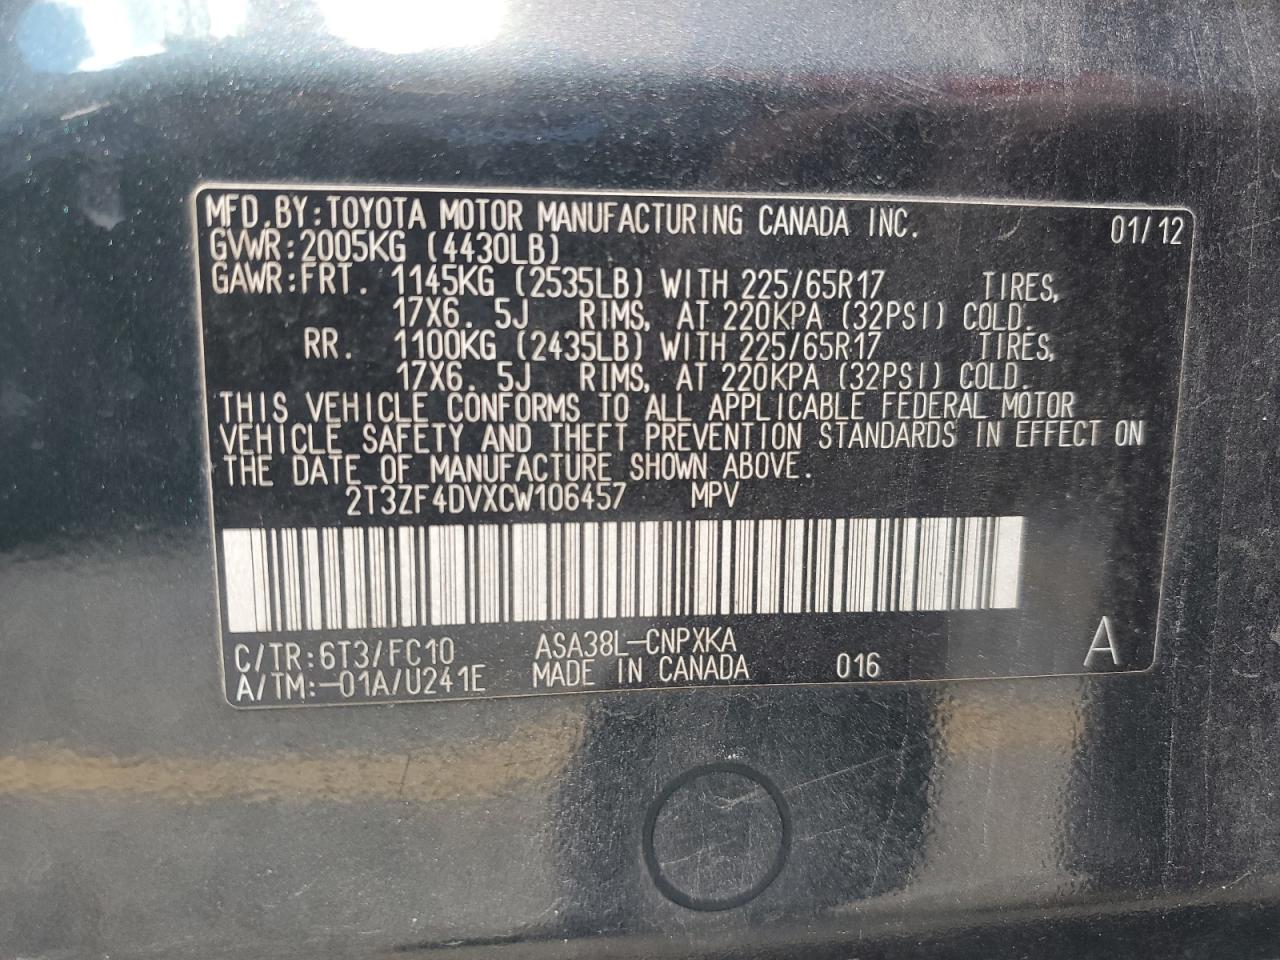 MFD.BY:TOYOTA MOTOR MANUFACTURING CANADA INC. 01/12
GVWR:2005KG (4430LB)
GAWR:FRT. 1145KG (2535LB) WITH 225/65R17 TIRES,
17X6. 5J RIMS, AT 220KPA (32PSI) COLD.
RR. 1100KG (2435LB) WITH 225/65R17 TIRES,
17X6. 5J RIMS, AT 220KPA (32PSI) COLD.
THIS VEHICLE CONFORMS TO ALL APPLICABLE FEDERAL MOTOR
VEHICLE SAFETY AND THEFT PREVENTION STANDARDS IN EFFECT ON
THE DATE OF MANUFACTURE SHOWN ABOVE.
2T3ZF4DVXCW106457 MPV
C/TR:6T3/FC10 ASA38L-CNPXKA A
A/TM:-01A/U241E MADE IN CANADA 016